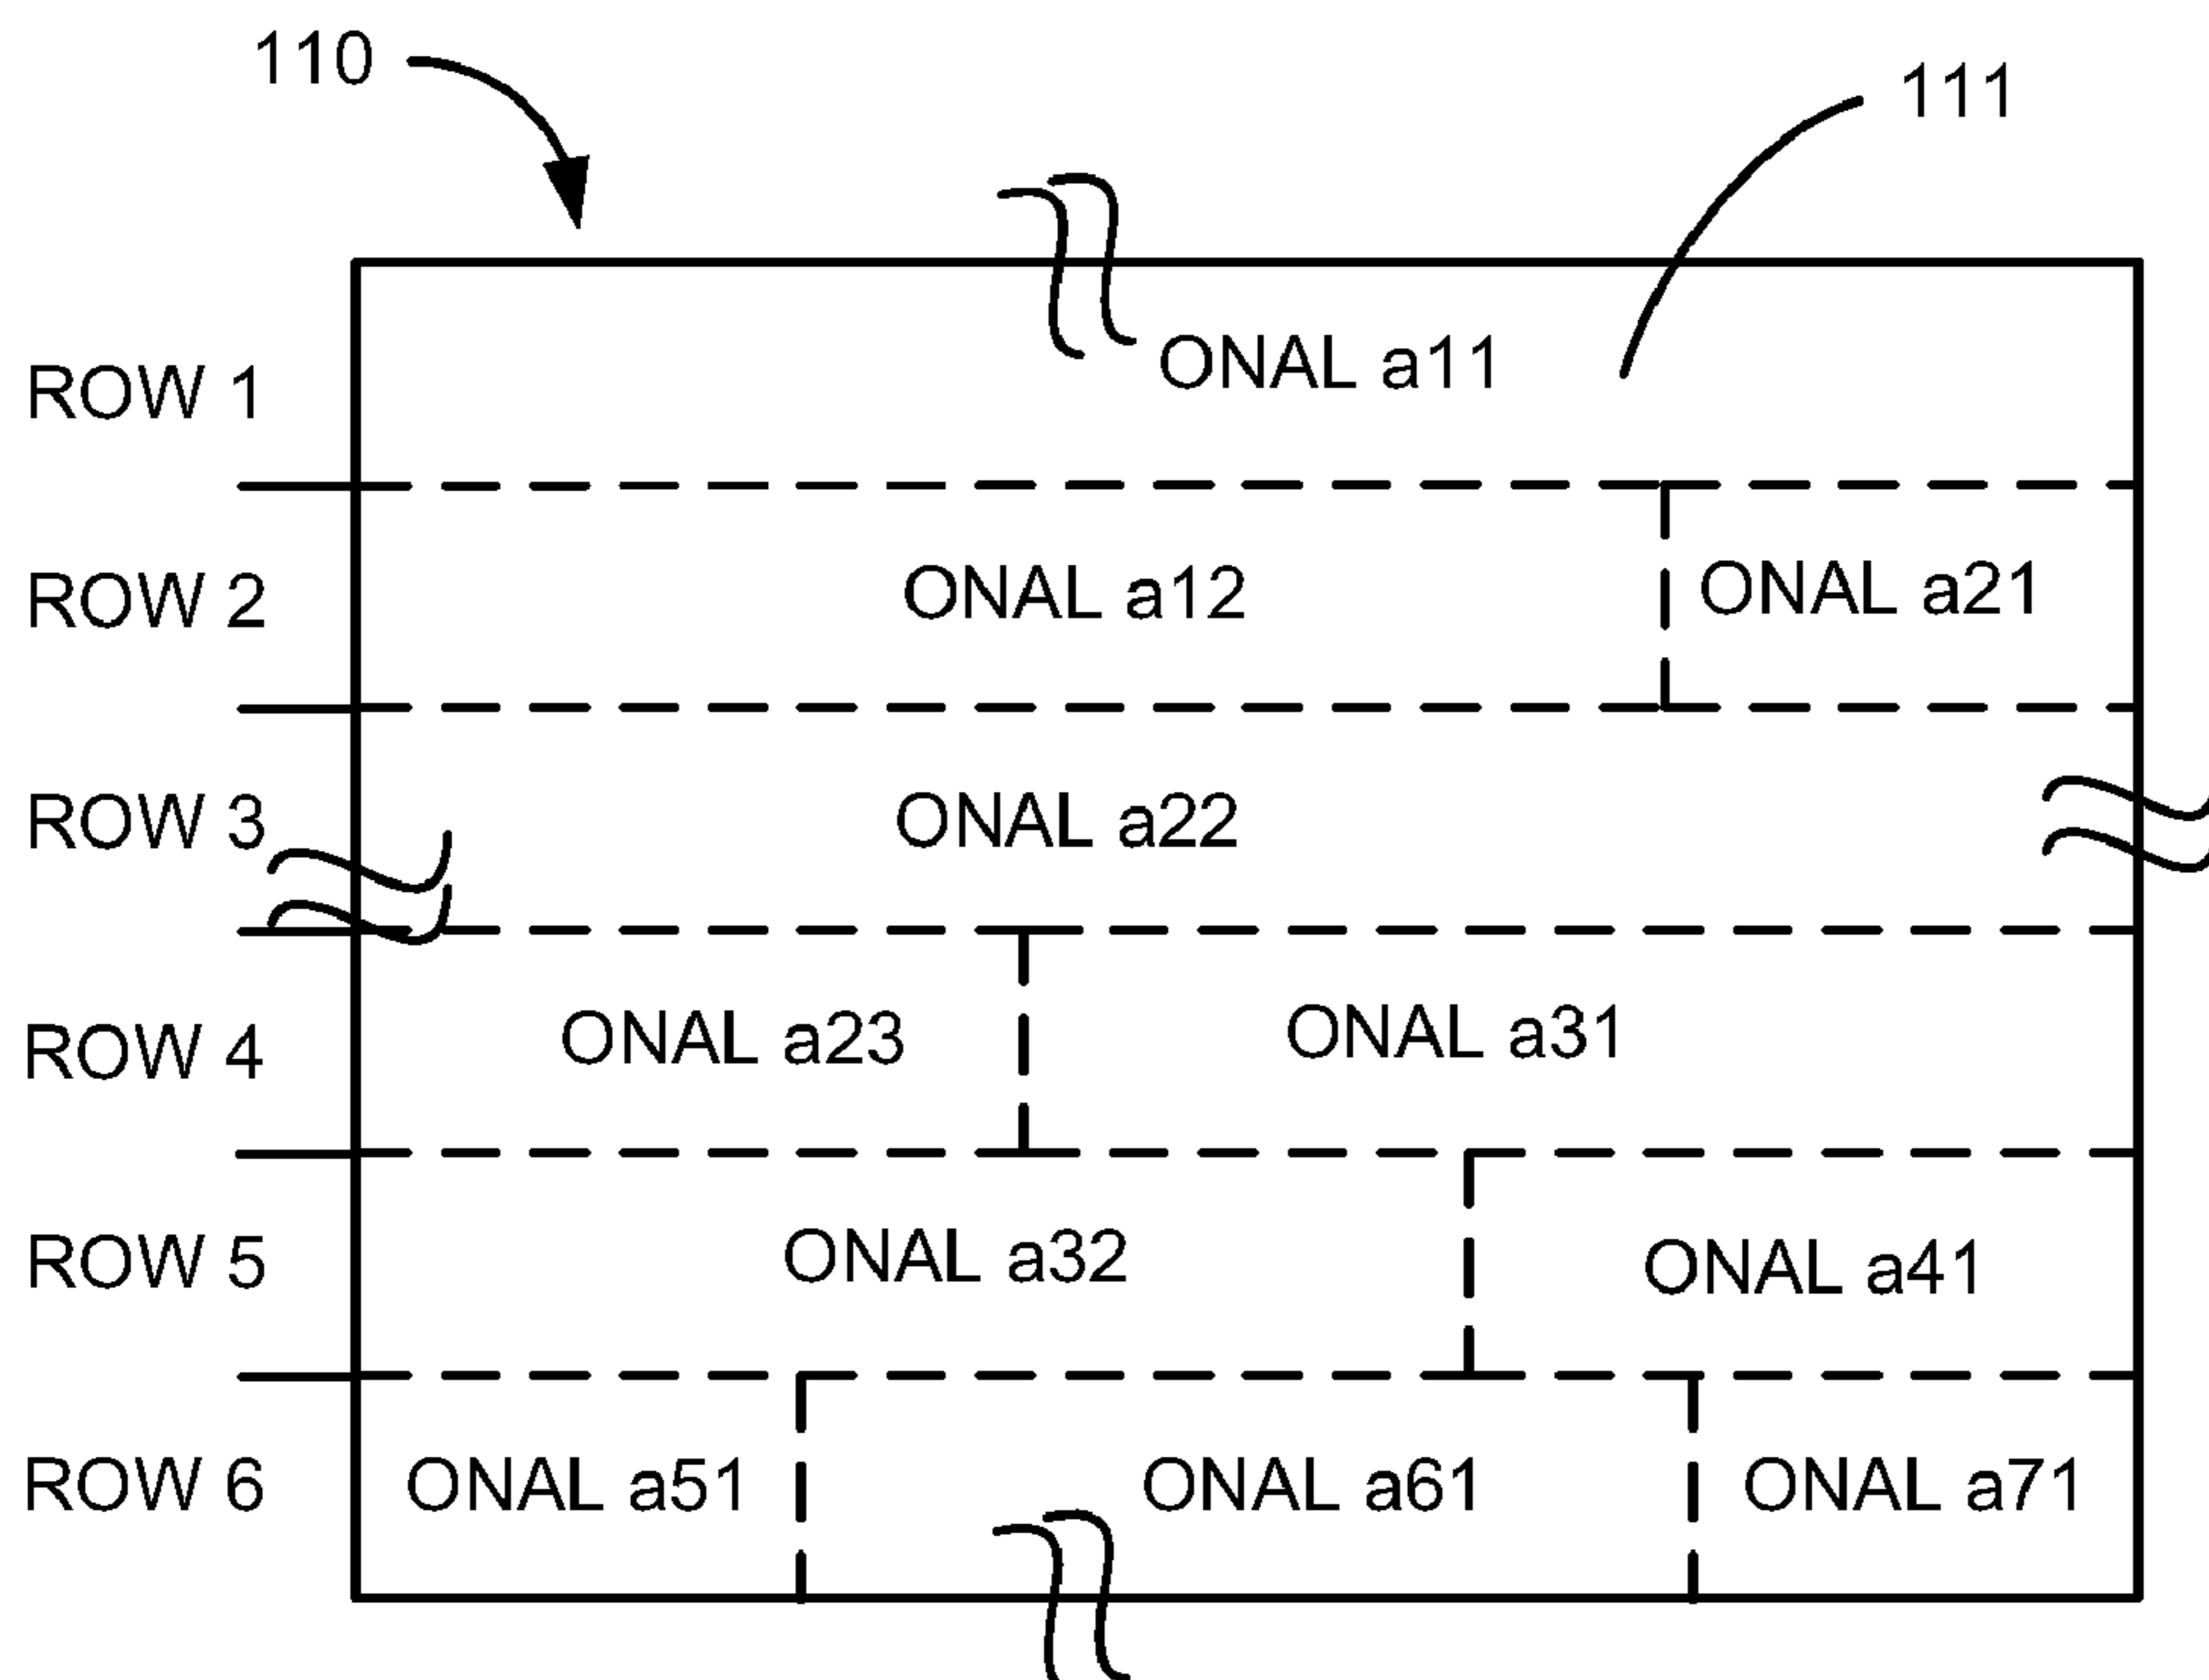 110
111
ROW 1
ONAL a11
ROW 2
ONAL a12
ONAL a21
ROW 3
ONAL a22
ROW 4
ONAL a23
ONAL a31
ROW 5
ONAL a32
ONAL a41
ROW 6
ONAL a51
ONAL a61
ONAL a71